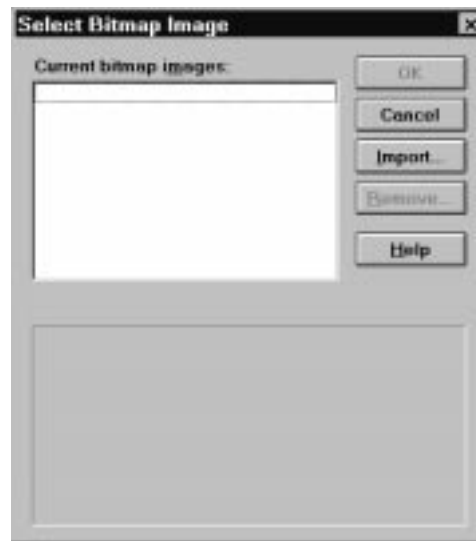 Select Bitmap Image
Current bitmap images:
OK
Cancel
Import...
Remove...
Help